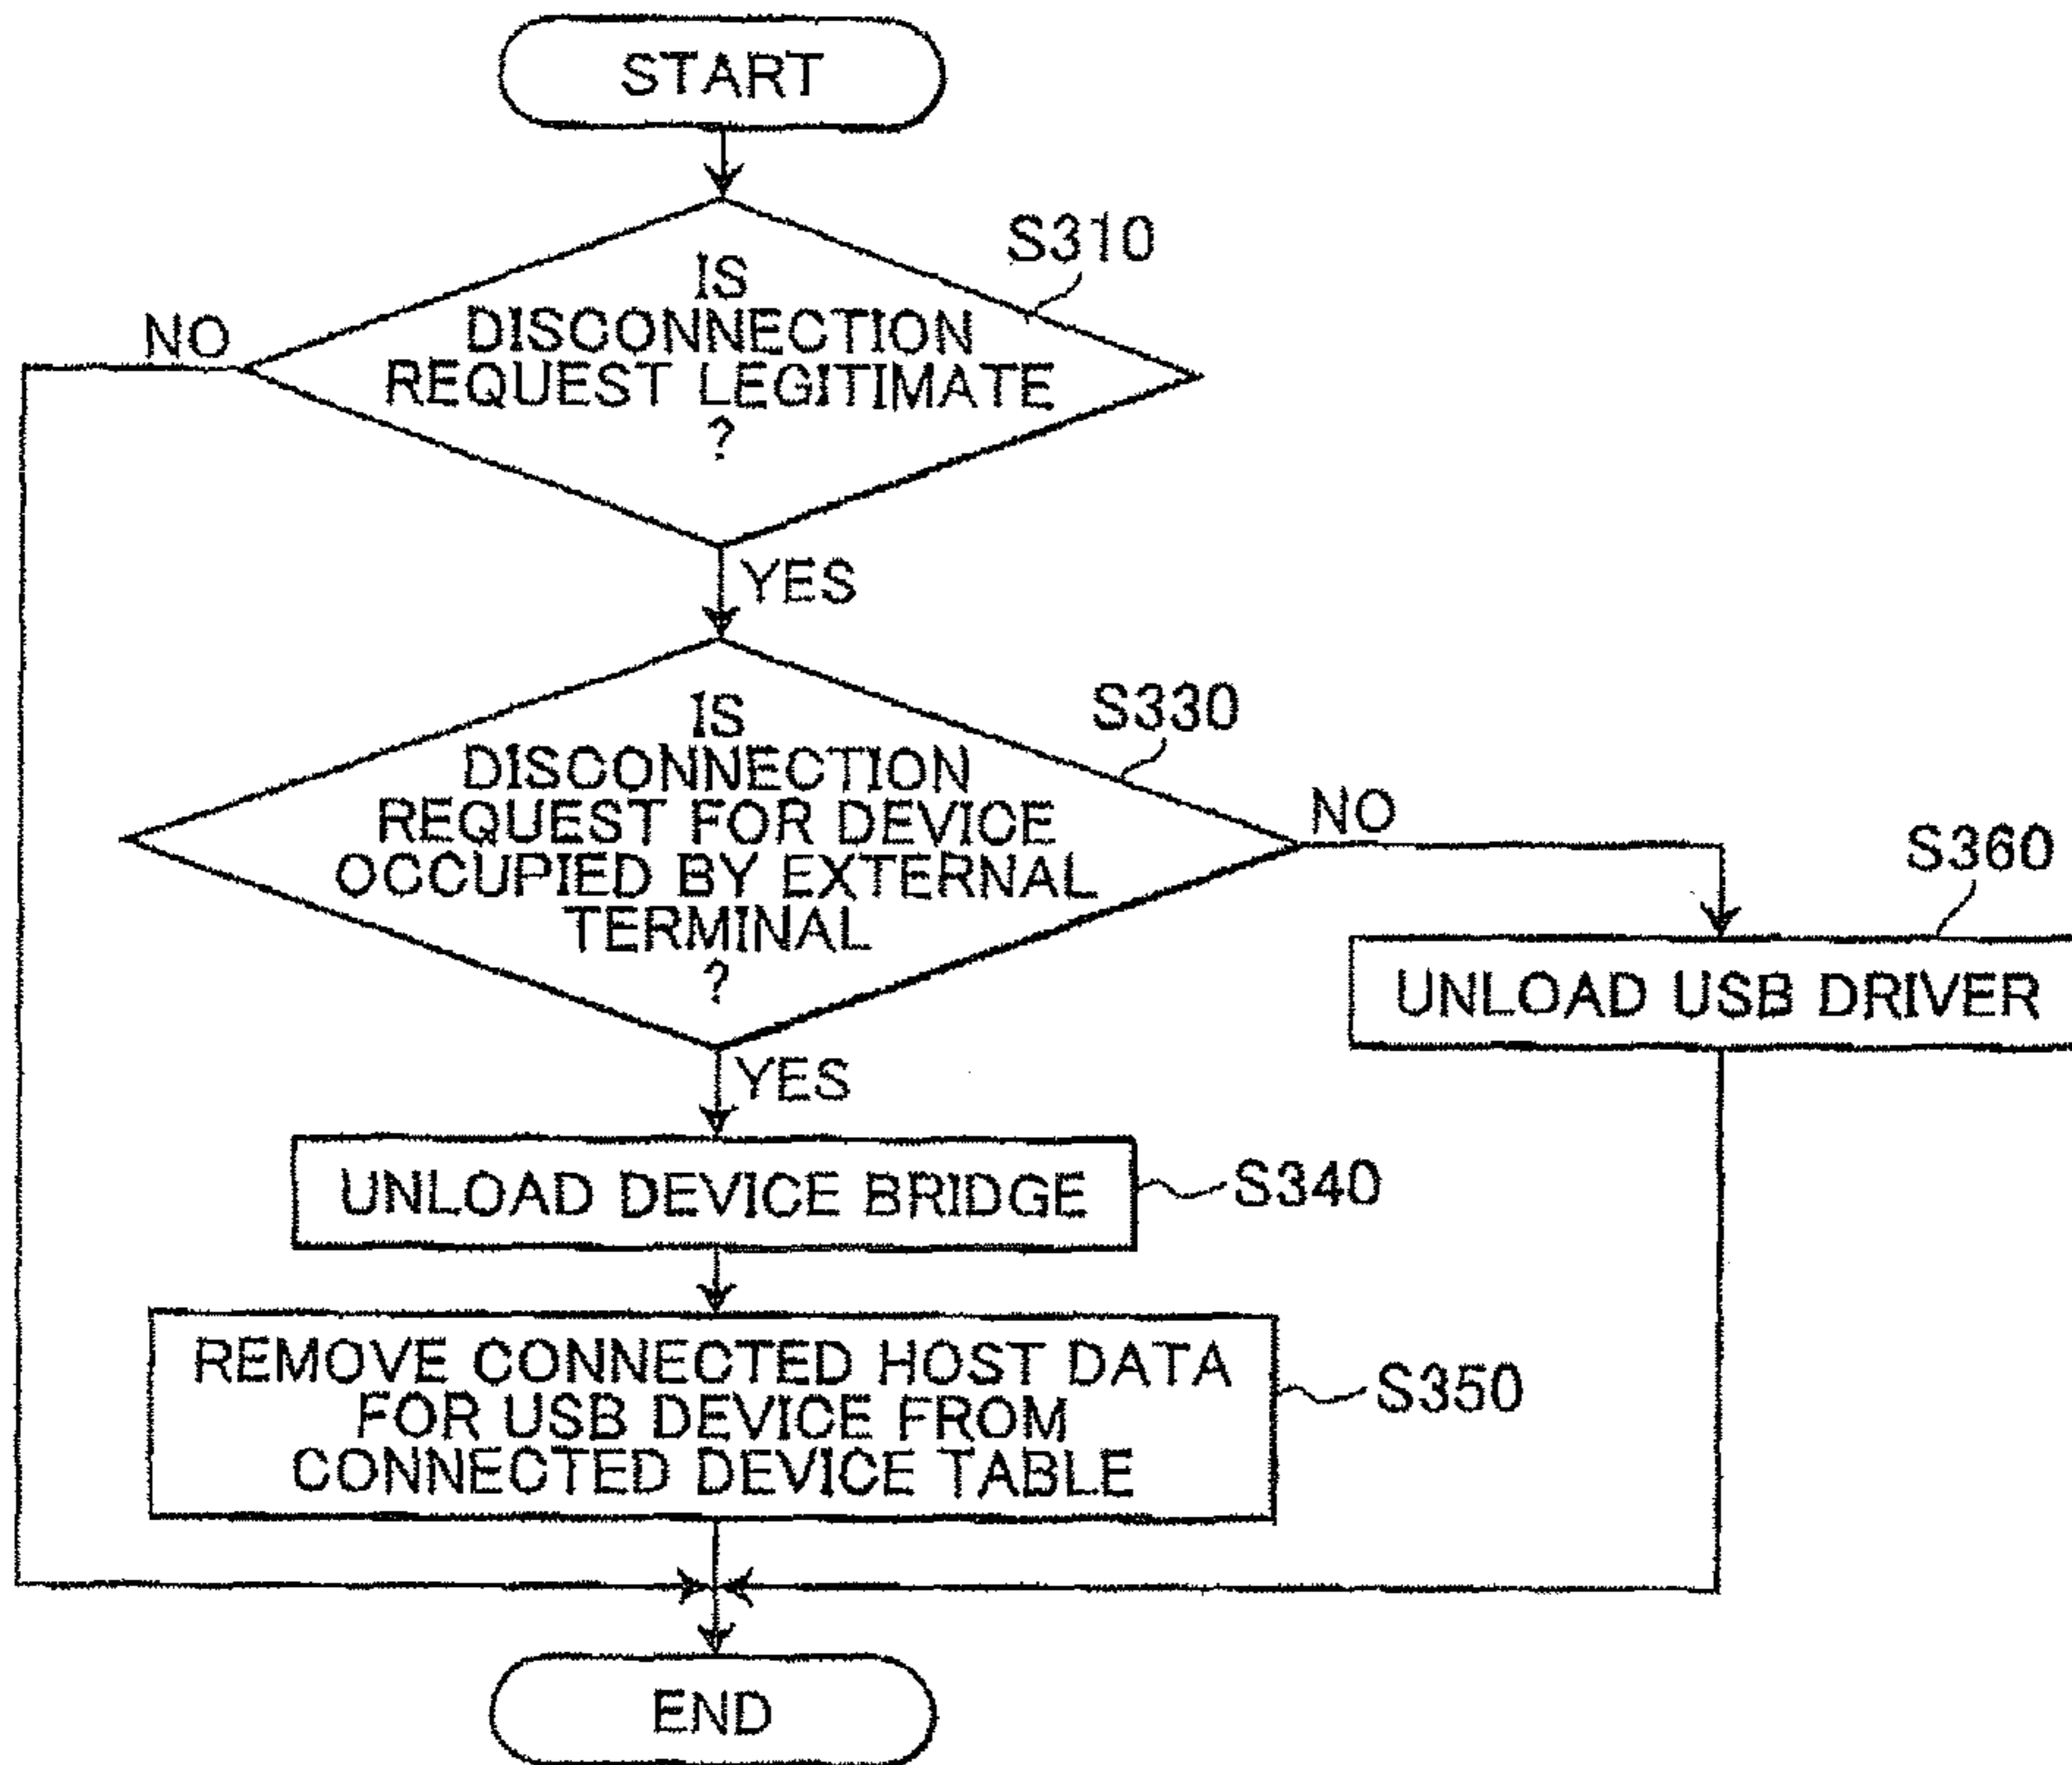 START
S310
IS
DISCONNECTION
REQUEST LEGITIMATE
?
NO
YES
S330
IS
DISCONNECTION
REQUEST FOR DEVICE
OCCUPIED BY EXTERNAL
TERMINAL
?
NO
S360
UNLOAD USB DRIVER
YES
UNLOAD DEVICE BRIDGE
S340
REMOVE CONNECTED HOST DATA
FOR USB DEVICE FROM
CONNECTED DEVICE TABLE
S350
END